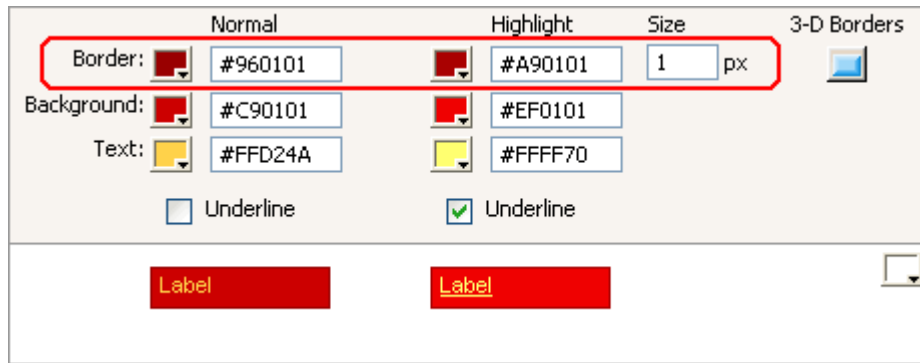 Normal Highlight Size 3-D Borders
Border: #960101 #A90101 1 px
Background: #C90101 #EF0101
Text: #FFD24A #FFFF70
Underline Underline
Label Label